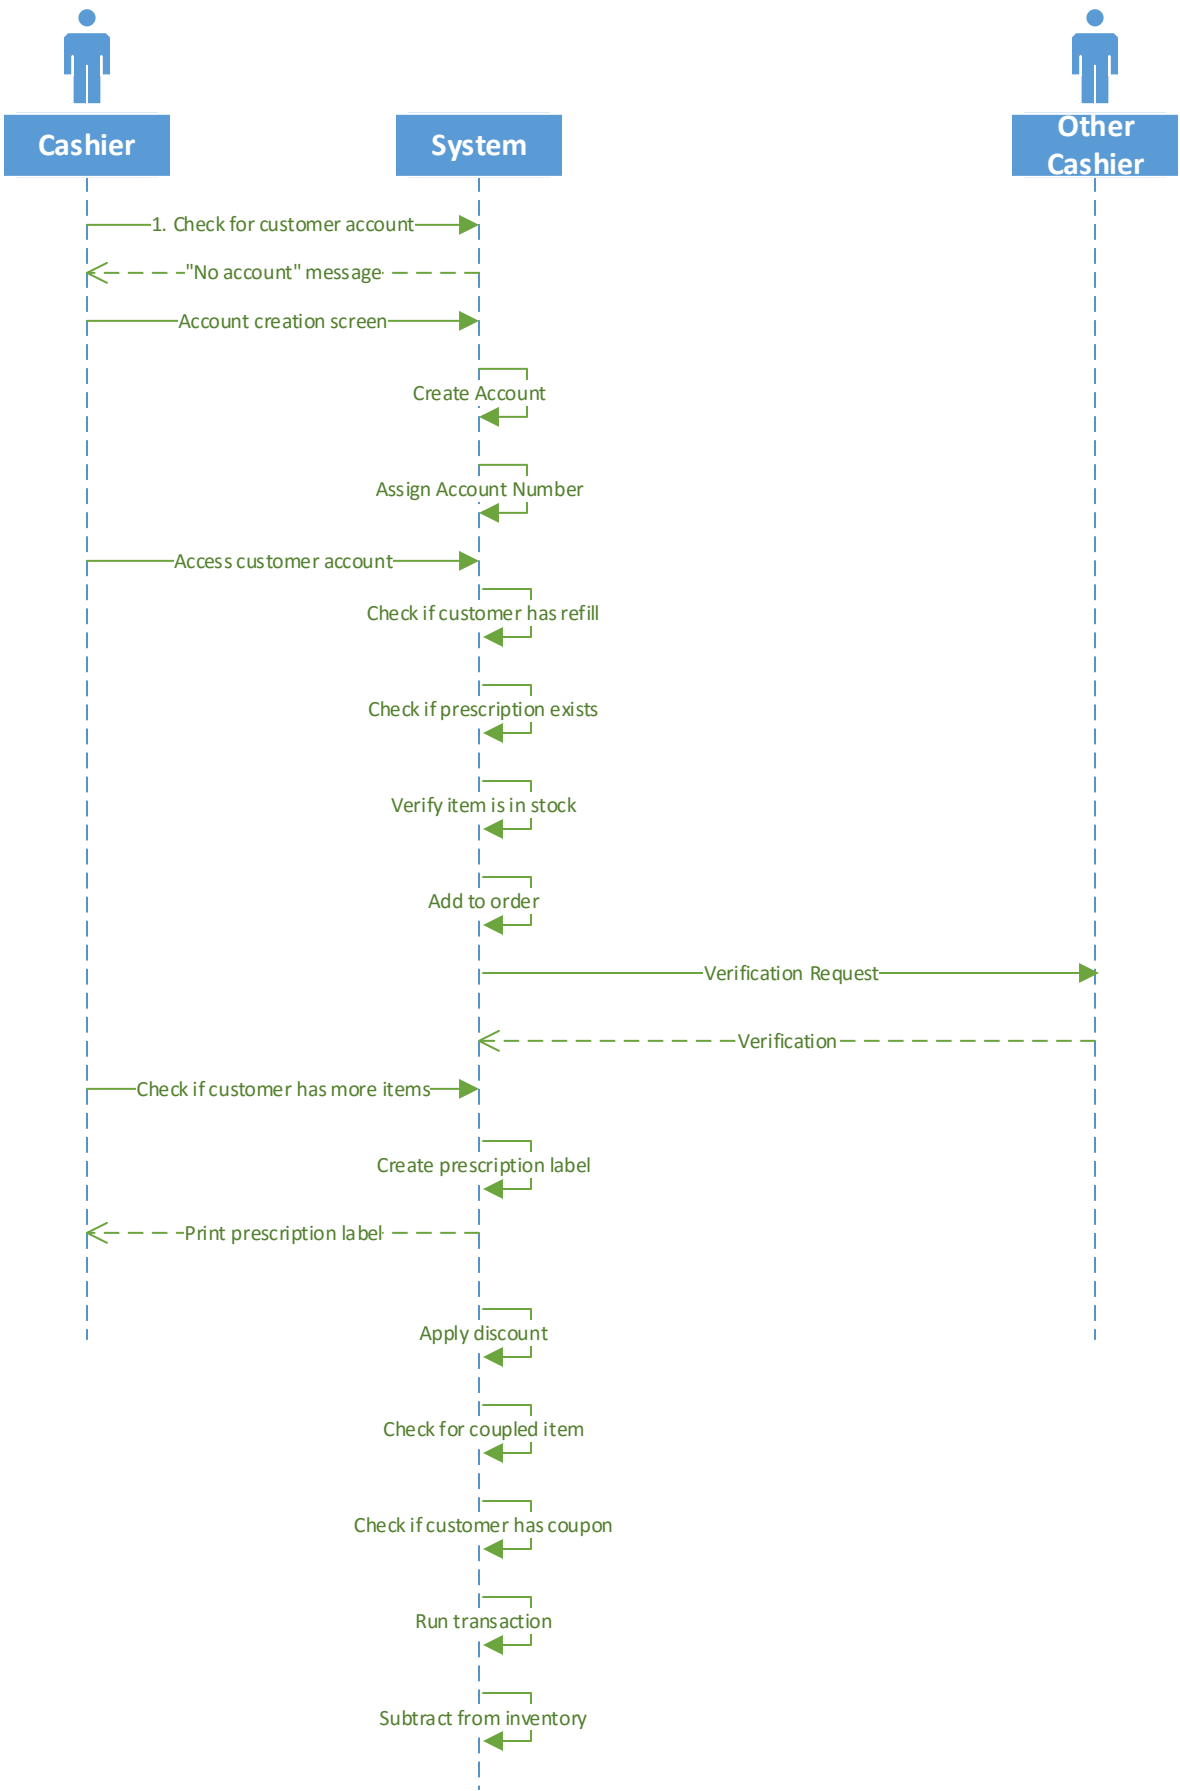 Cashier
System
Other
Cashier
1. Check for customer account
"No account" message
Account creation screen
Create Account
Assign Account Number
Access customer account
Check if customer has refill
Check if prescription exists
Verify item is in stock
Add to order
Verification Request
Verification
Check if customer has more items
Create prescription label
Print prescription label
Apply discount
Check for coupled item
Check if customer has coupon
Run transaction
Subtract from inventory